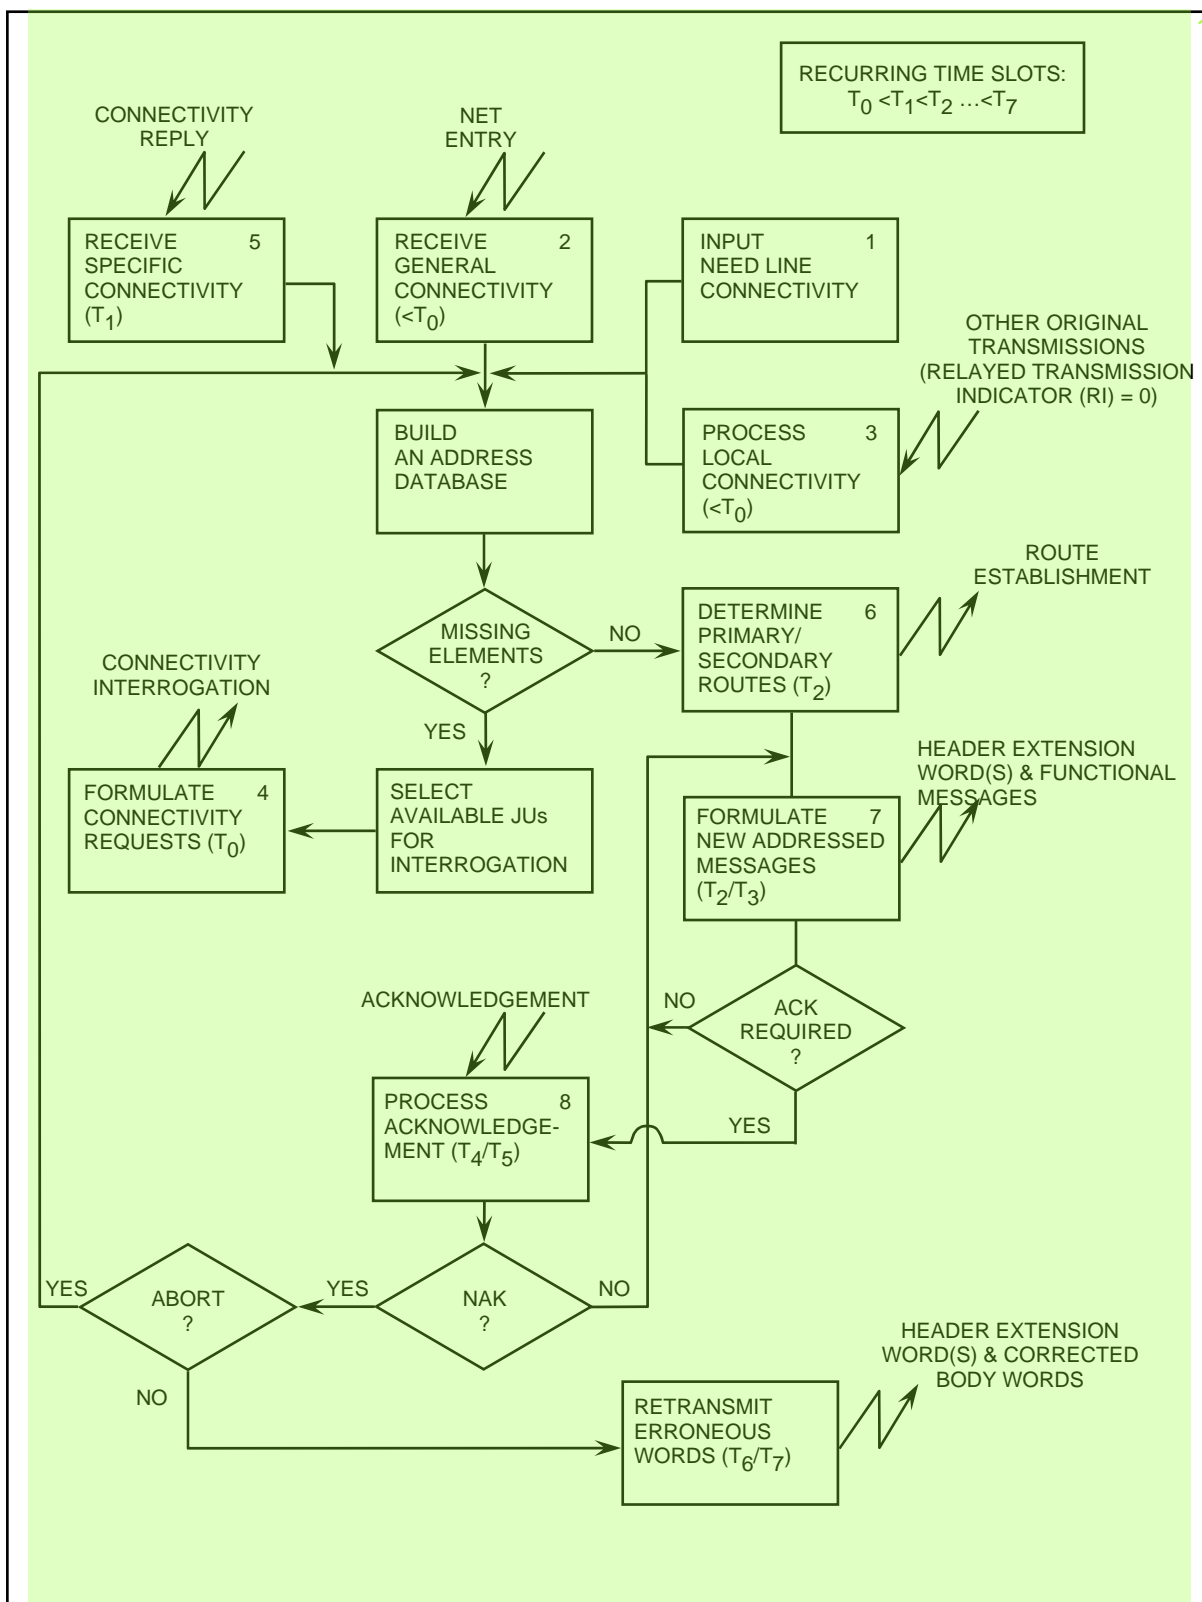 RECURRING TIME SLOTS:
T0 <T1<T2 ...<T7
CONNECTIVITY
REPLY
NET
ENTRY
RECEIVE 5
SPECIFIC
CONNECTIVITY
(T1)
RECEIVE 2
GENERAL
CONNECTIVITY
(<T0)
INPUT 1
NEED LINE
CONNECTIVITY
OTHER ORIGINAL
TRANSMISSIONS
(RELAYED TRANSMISSION
INDICATOR (RI) = 0)
BUILD
AN ADDRESS
DATABASE
PROCESS 3
LOCAL
CONNECTIVITY
(<T0)
ROUTE
ESTABLISHMENT
MISSING
ELEMENTS
?
NO
DETERMINE 6
PRIMARY/
SECONDARY
ROUTES (T2)
CONNECTIVITY
INTERROGATION
YES
FORMULATE 4
CONNECTIVITY
REQUESTS (T0)
SELECT
AVAILABLE JUs
FOR
INTERROGATION
HEADER EXTENSION
WORD(S) & FUNCTIONAL
MESSAGES
FORMULATE 7
NEW ADDRESSED
MESSAGES
(T2/T3)
ACKNOWLEDGEMENT
NO
ACK
REQUIRED
?
PROCESS 8
ACKNOWLEDGE-
MENT (T4/T5)
YES
YES
ABORT
?
YES
NAK
?
NO
NO
HEADER EXTENSION
WORD(S) & CORRECTED
BODY WORDS
RETRANSMIT
ERRONEOUS
WORDS (T6/T7)